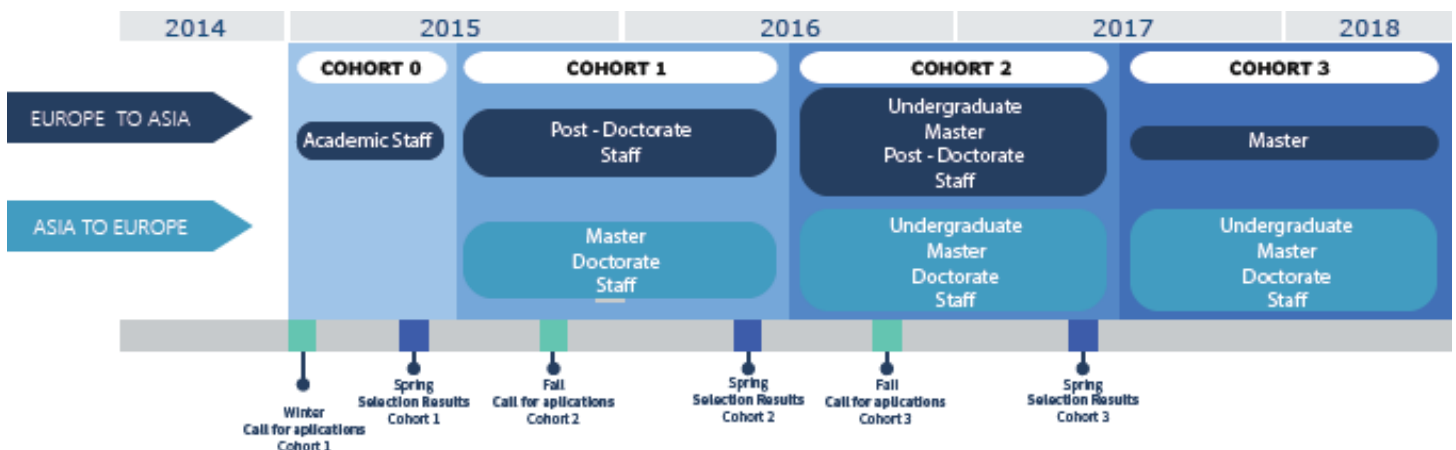 2014
2015
2016
2017
2018
COHORT 0
COHORT 1
COHORT 2
COHORT 3
EUROPE TO ASIA
Academic Staff
Post - Doctorate
Staff
Undergraduate
Master
Post - Doctorate
Staff
Master
ASIA TO EUROPE
Master
Doctorate
Staff
Undergraduate
Master
Doctorate
Staff
Undergraduate
Master
Doctorate
Staff
Winter
Call for aplications
Cohort 1
Spring
Selection Results
Cohort 1
Fall
Call for aplications
Cohort 2
Spring
Selection Results
Cohort 2
Fall
Call for aplications
Cohort 3
Spring
Selection Results
Cohort 3